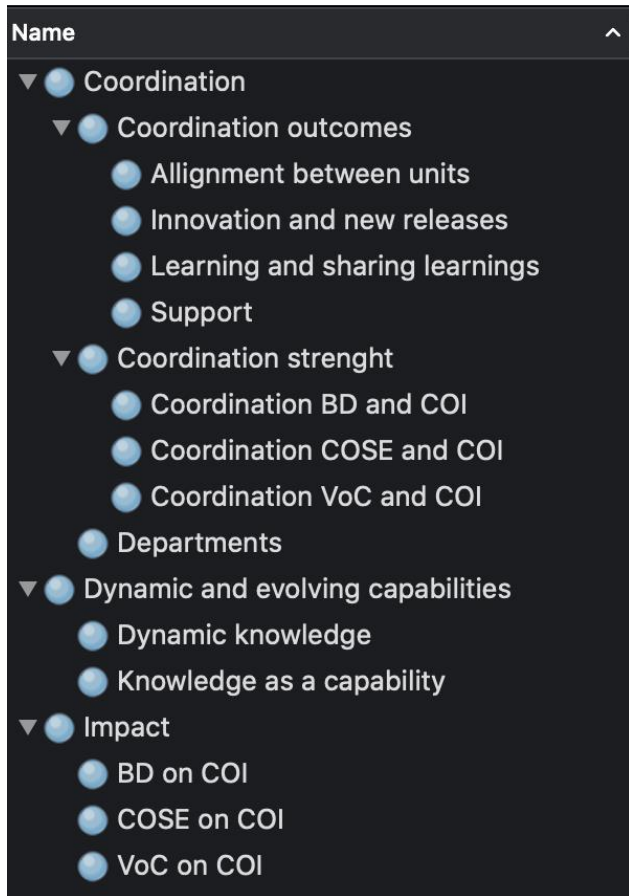 Name
Coordination
Coordination outcomes
Allignment between units
Innovation and new releases
Learning and sharing learnings
Support
Coordination strenght
Coordination BD and COI
Coordination COSE and COI
Coordination VoC and COI
Departments
Dynamic and evolving capabilities
Dynamic knowledge
Knowledge as a capability
Impact
BD on COI
COSE on COI
VoC on COI